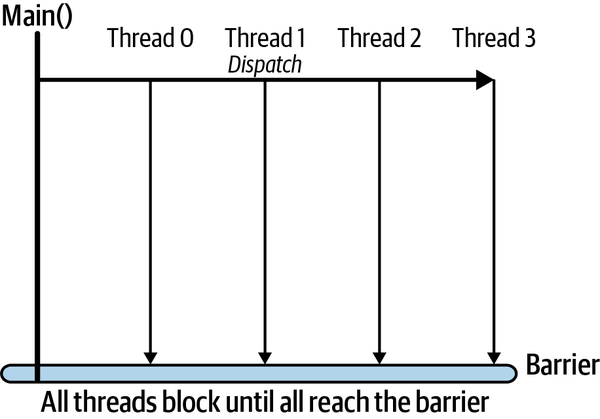 Main()
Thread 0 Thread 1 Thread 2 Thread 3
Dispatch
Barrier
All threads block until all reach the barrier